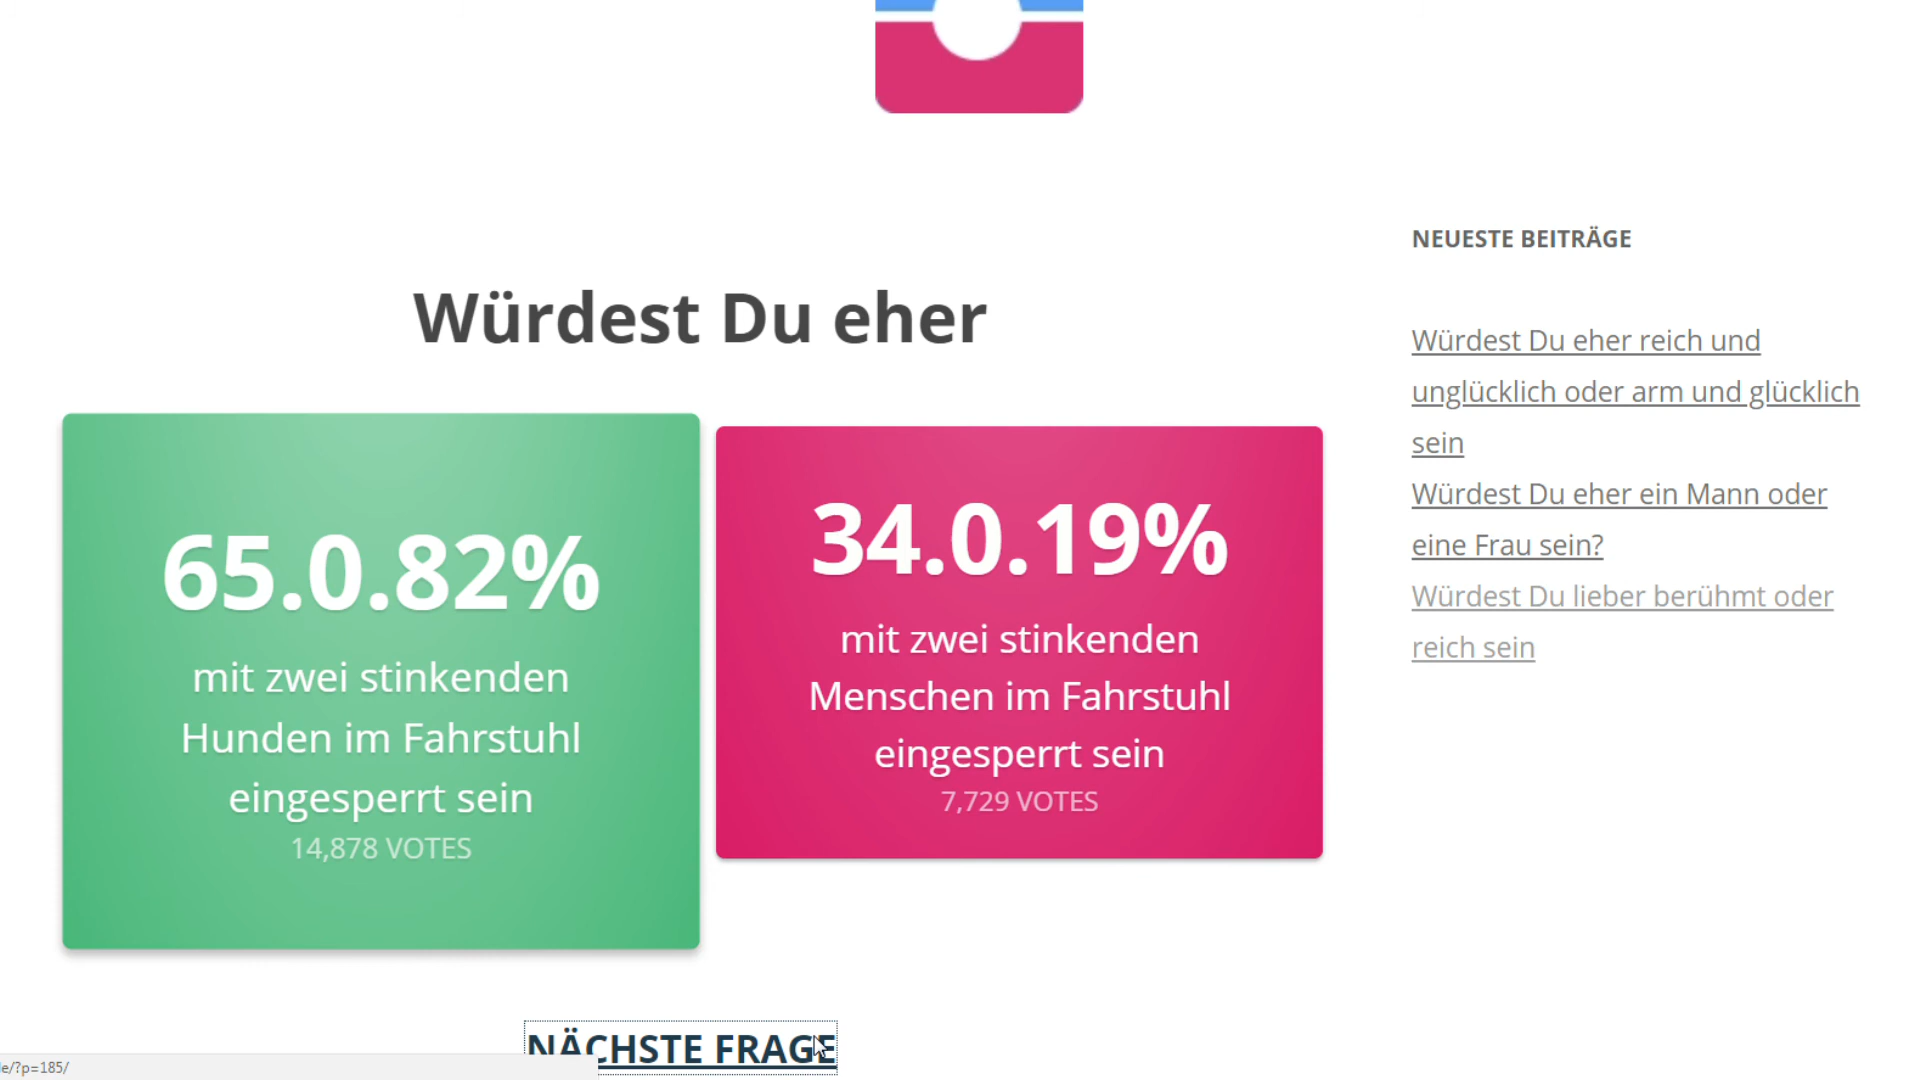 Würdest Du eher
65.0.82%
mit zwei stinkenden
Hunden im Fahrstuhl
eingesperrt sein
14,878 VOTES
34.0.19%
mit zwei stinkenden
Menschen im Fahrstuhl
eingesperrt sein
7,729 VOTES
NÄCHSTE FRAGE
NEUESTE BEITRÄGE
Würdest Du eher reich und
unglücklich oder arm und glücklich
sein
Würdest Du eher ein Mann oder
eine Frau sein?
Würdest Du lieber berühmt oder
reich sein
e/?p=185/